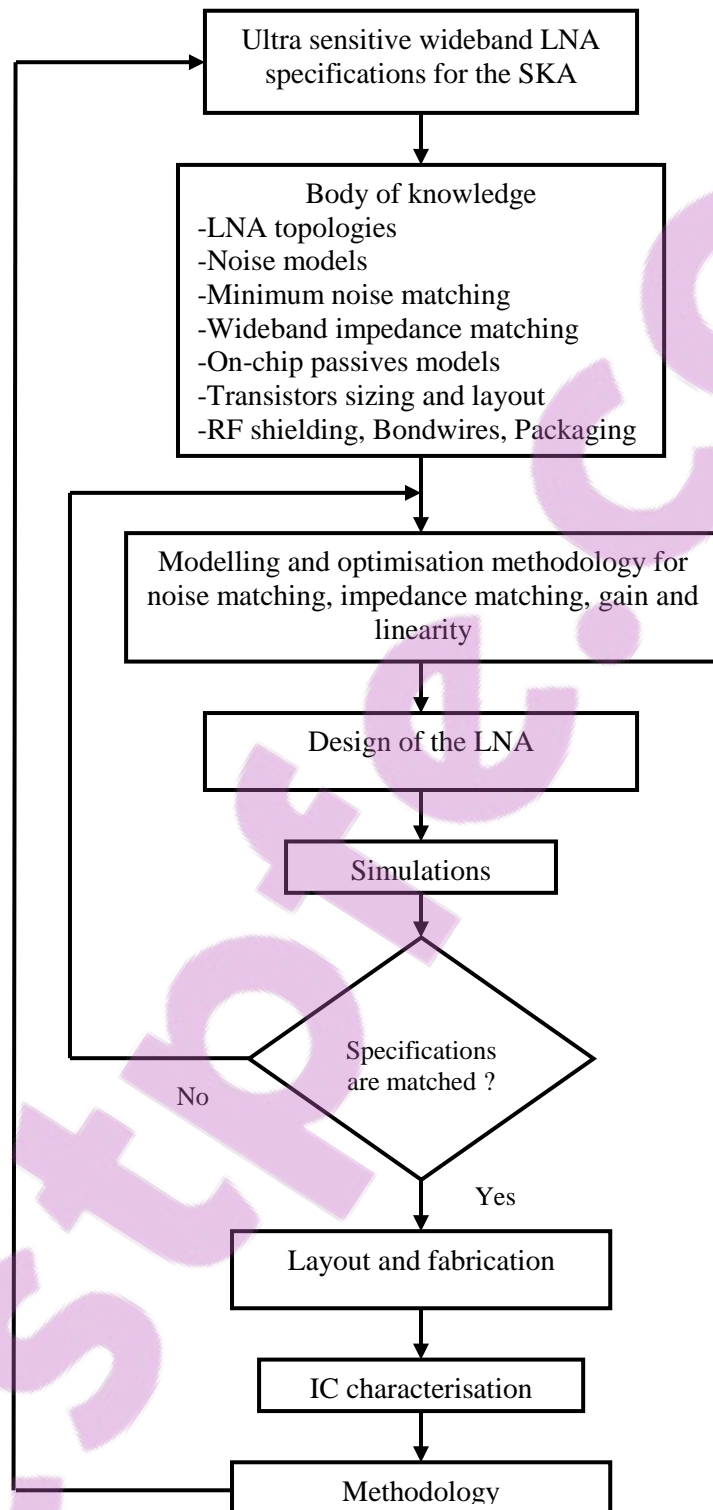 Ultra sensitive wideband LNA
specifications for the SKA
Body of knowledge
-LNA topologies
-Noise models
-Minimum noise matching
-Wideband impedance matching
-On-chip passives models
-Transistors sizing and layout
-RF shielding, Bondwires, Packaging
Modelling and optimisation methodology for
noise matching, impedance matching, gain and
linearity
Design of the LNA
Simulations
Specifications
are matched ?
No
Yes
Layout and fabrication
IC characterisation
Methodology